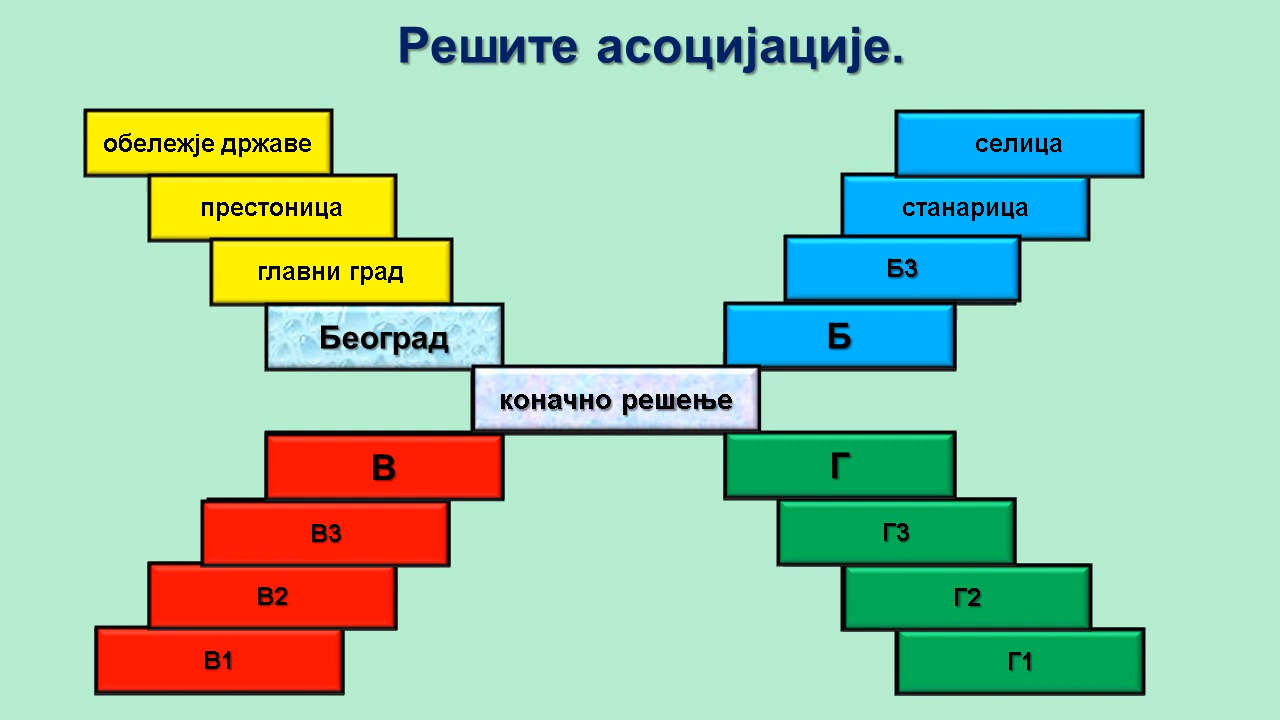 Решите асоцијације.
обележје државе
престоница
главни град
Београд
селица
станарица
Б3
Б
коначно решење
В
В3
В2
В1
Г
Г3
Г2
Г1